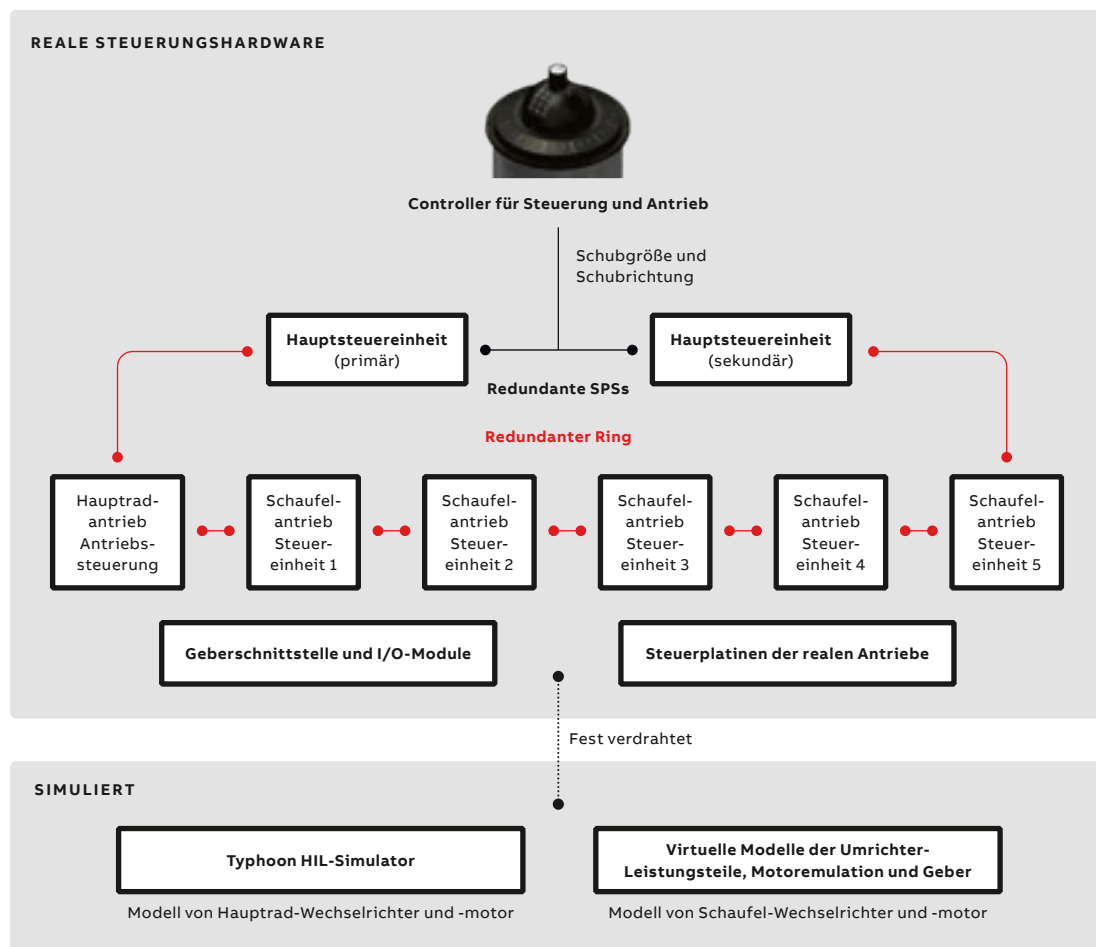 REALE STEUERUNGSHARDWARE
Controller für Steuerung und Antrieb
Schubgröße und
Schubrichtung
Hauptsteuereinheit
(primär)
Hauptsteuereinheit
(sekundär)
Redundante SPSs
Redundanter Ring
Hauptrad-
antrieb
Antriebs-
steuerung
Schaufel-
antrieb
Steuer-
einheit 1
Schaufel-
antrieb
Steuer-
einheit 2
Schaufel-
antrieb
Steuer-
einheit 3
Schaufel-
antrieb
Steuer-
einheit 4
Schaufel-
antrieb
Steuer-
einheit 5
Geberschnittstelle und I/O-Module
Steuerplatinen der realen Antriebe
Fest verdrahtet
SIMULIERT
Typhoon HIL-Simulator
Virtuelle Modelle der Umrichter-
Leistungsteile, Motoremulation und Geber
Modell von Hauptrad-Wechselrichter und -motor
Modell von Schaufel-Wechselrichter und -motor